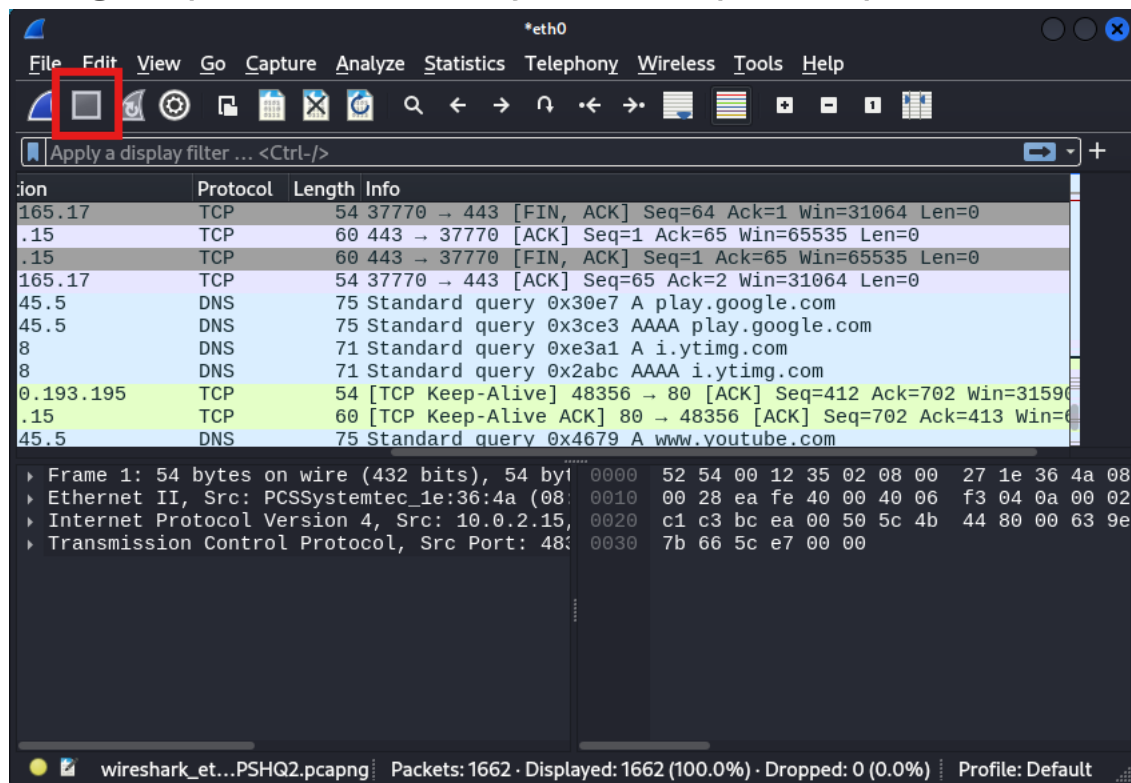 *eth0
File Edit View Go Capture Analyze Statistics Telephony Wireless Tools Help
Apply a display filter … <Ctrl-/>
:ion Protocol Length Info
165.17 TCP 54 37770 → 443 [FIN, ACK] Seq=64 Ack=1 Win=31064 Len=0
.15 TCP 60 443 → 37770 [ACK] Seq=1 Ack=65 Win=65535 Len=0
.15 TCP 60 443 → 37770 [FIN, ACK] Seq=1 Ack=65 Win=65535 Len=0
165.17 TCP 54 37770 → 443 [ACK] Seq=65 Ack=2 Win=31064 Len=0
45.5 DNS 75 Standard query 0x30e7 A play.google.com
45.5 DNS 75 Standard query 0x3ce3 AAAA play.google.com
8 DNS 71 Standard query 0xe3a1 A i.ytimg.com
8 DNS 71 Standard query 0x2abc AAAA i.ytimg.com
0.193.195 TCP 54 [TCP Keep-Alive] 48356 → 80 [ACK] Seq=412 Ack=702 Win=3159
.15 TCP 60 [TCP Keep-Alive ACK] 80 → 48356 [ACK] Seq=702 Ack=413 Win=
45.5 DNS 75 Standard query 0x4679 A www.youtube.com
Frame 1: 54 bytes on wire (432 bits), 54 byt 0000 52 54 00 12 35 02 08 00 27 1e 36 4a 08
Ethernet II, Src: PCSSystemtec_1e:36:4a (08: 0010 00 28 ea fe 40 00 40 06 f3 04 0a 00 02
Internet Protocol Version 4, Src: 10.0.2.15, 0020 c1 c3 bc ea 00 50 5c 4b 44 80 00 63 9e
Transmission Control Protocol, Src Port: 483 0030 7b 66 5c e7 00 00
wireshark_et…PSHQ2.pcapng Packets: 1662 · Displayed: 1662 (100.0%) · Dropped: 0 (0.0%) Profile: Default